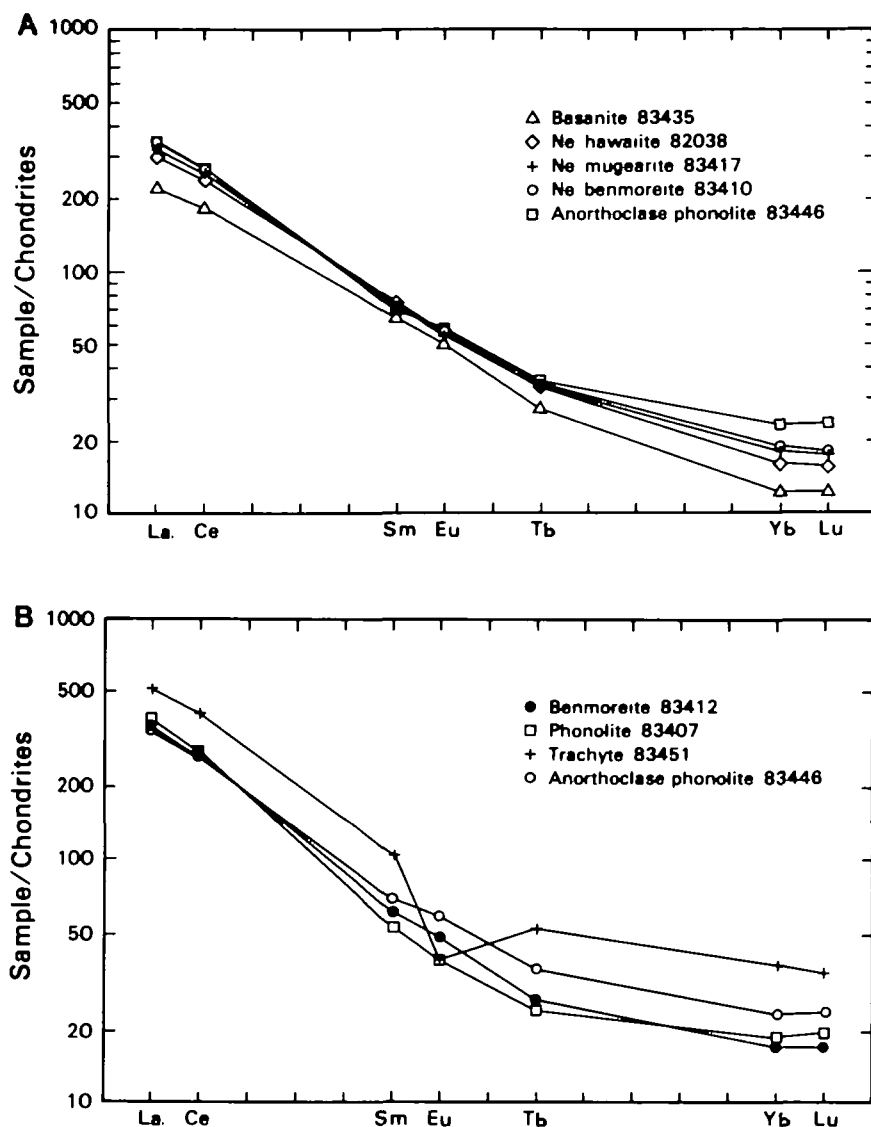 A
1000
500
200
100
50
20
10
Sample/Chondrites
Basanite 83435
Ne hawaiite 82038
Ne mugearite 83417
Ne benmoreite 83410
Anorthoclase phonolite 83446
La. Ce Sm Eu Tb Yb Lu
B
1000
500
200
100
50
20
10
Sample/Chondrites
Benmoreite 83412
Phonolite 83407
Trachyte 83451
Anorthoclase phonolite 83446
La. Ce Sm Eu Tb Yb Lu